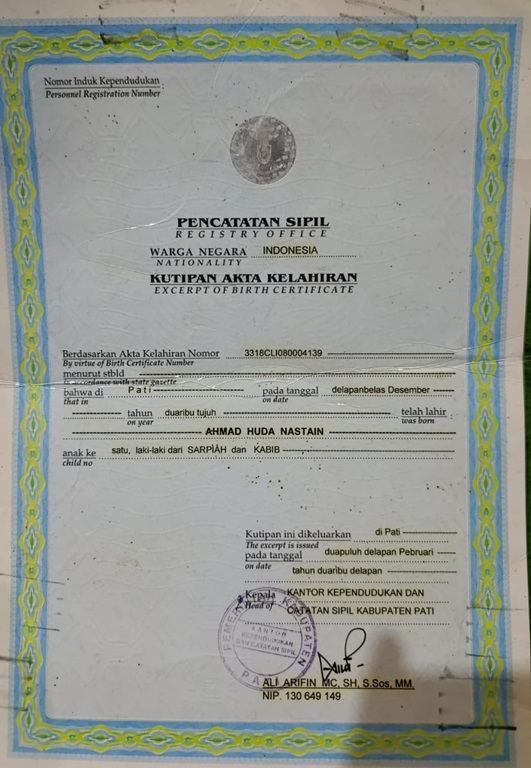 Nomor Induk Kependudukan
Personnel Registration Number
PENCATATAN SIPIL
REGISTRY OFFICE
WARGA NEGARA INDONESIA
NATIONALITY
KUTIPAN AKTA KELAHIRAN
EXCERPT OF BIRTH CERTIFICATE
Berdasarkan Akta Kelahiran Nomor 3318CLI080004139
By virtue of Birth Certificate Number
menurut stbld
In accordance with state gazette
bahwa di Pati pada tanggal delapanbelas Desember
that in on date
tahun duaribu tujuh telah lahir
on year was born
AHMAD HUDA NASTAIN
anak ke satu, laki-laki dari SARPIAH dan KABIB
child no
Kutipan ini dikeluarkan di Pati
The excerpt is issued
pada tanggal duapuluh delapan Pebruari
on date tahun duaribu delapan
Kepala KANTOR KEPENDUDUKAN DAN
Head of CATATAN SIPIL KABUPATEN PATI
PEMERINTAH KABUPATEN
KANTOR
KEPENDUDUKAN
DAN CATATAN SIPIL
PATI
ALI ARIFIN MC, SH, S.Sos, MM.
NIP. 130 649 149